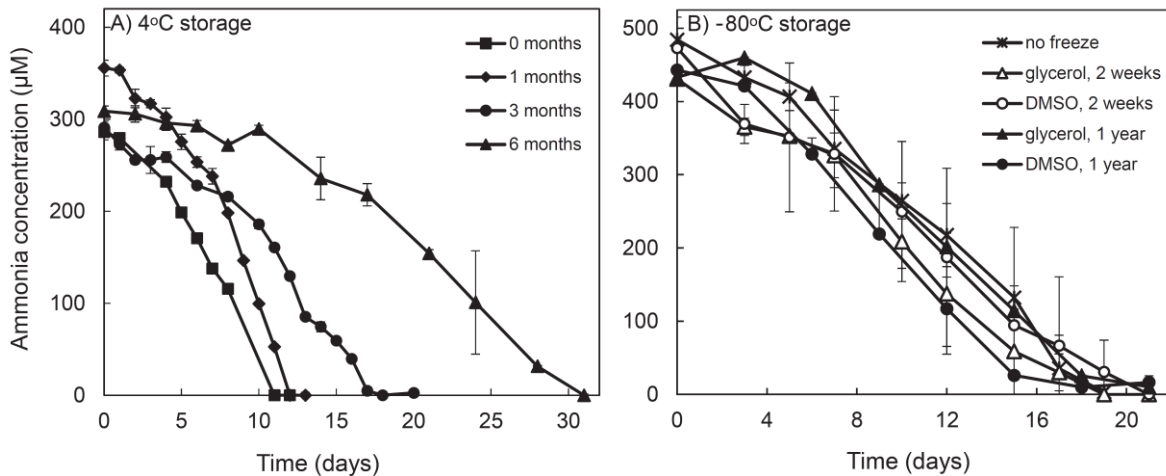 A) 4°C storage
400
300
200
100
0
0 5 10 15 20 25 30
Ammonia concentration (µM)
Time (days)
0 months
1 months
3 months
6 months
B) -80°C storage
500
400
300
200
100
0
0 4 8 12 16 20
Time (days)
no freeze
glycerol, 2 weeks
DMSO, 2 weeks
glycerol, 1 year
DMSO, 1 year